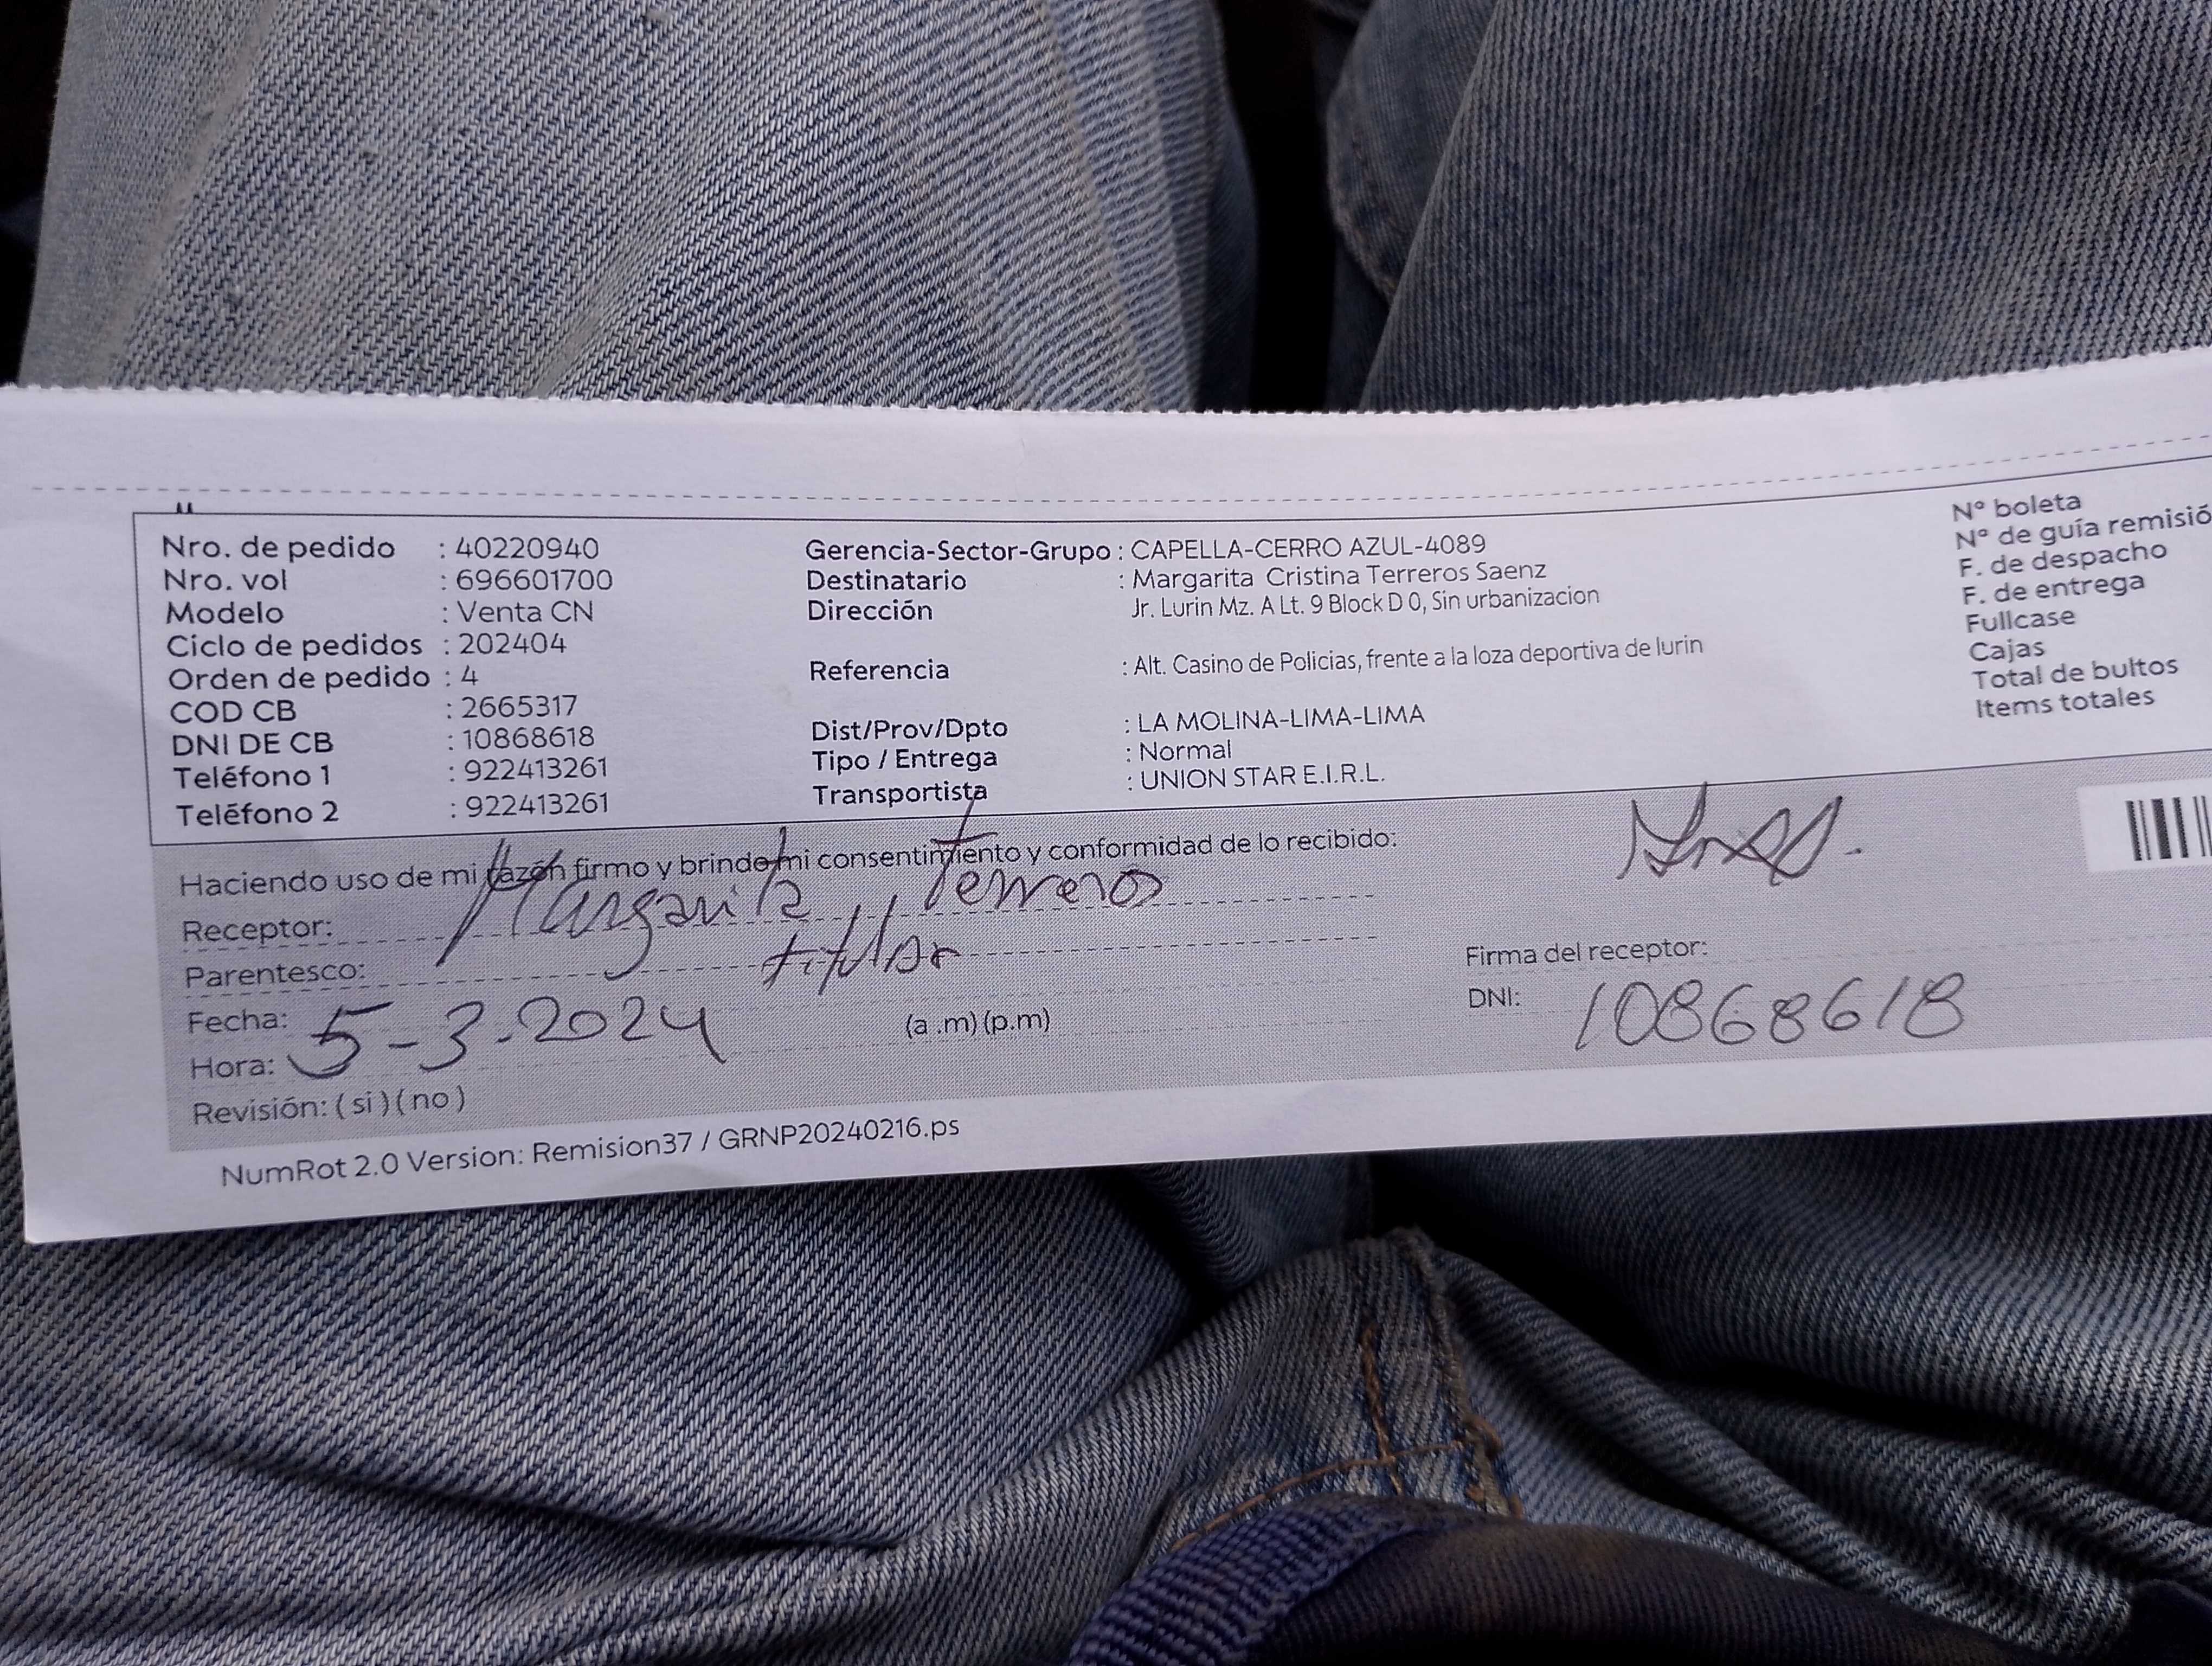 Nro. de pedido : 40220940
Nro. vol : 696601700
Modelo : Venta CN
Ciclo de pedidos : 202404
Orden de pedido : 4
COD CB : 2665317
DNI DE CB : 10868618
Teléfono 1 : 922413261
Teléfono 2 : 922413261
Gerencia-Sector-Grupo : CAPELLA-CERRO AZUL-4089
Destinatario : Margarita Cristina Terreros Saenz
Dirección Jr. Lurin Mz. A Lt. 9 Block D 0, Sin urbanizacion
Referencia : Alt. Casino de Policias, frente a la loza deportiva de lurin
Dist/Prov/Dpto : LA MOLINA-LIMA-LIMA
Tipo / Entrega : Normal
Transportista : UNION STAR E.I.R.L.
N° boleta
N° de guía remisió
F. de despacho
F. de entrega
Fullcase
Cajas
Total de bultos
Items totales
Haciendo uso de mi razón firmo y brindo mi consentimiento y conformidad de lo recibido:
Receptor: Margarita Terreros
Parentesco: titular
Fecha: 5-3-2024
Hora: (a .m) (p.m)
Revisión: ( si ) ( no )
Firma del receptor:
DNI: 10868618
NumRot 2.0 Version: Remision37 / GRNP20240216.ps